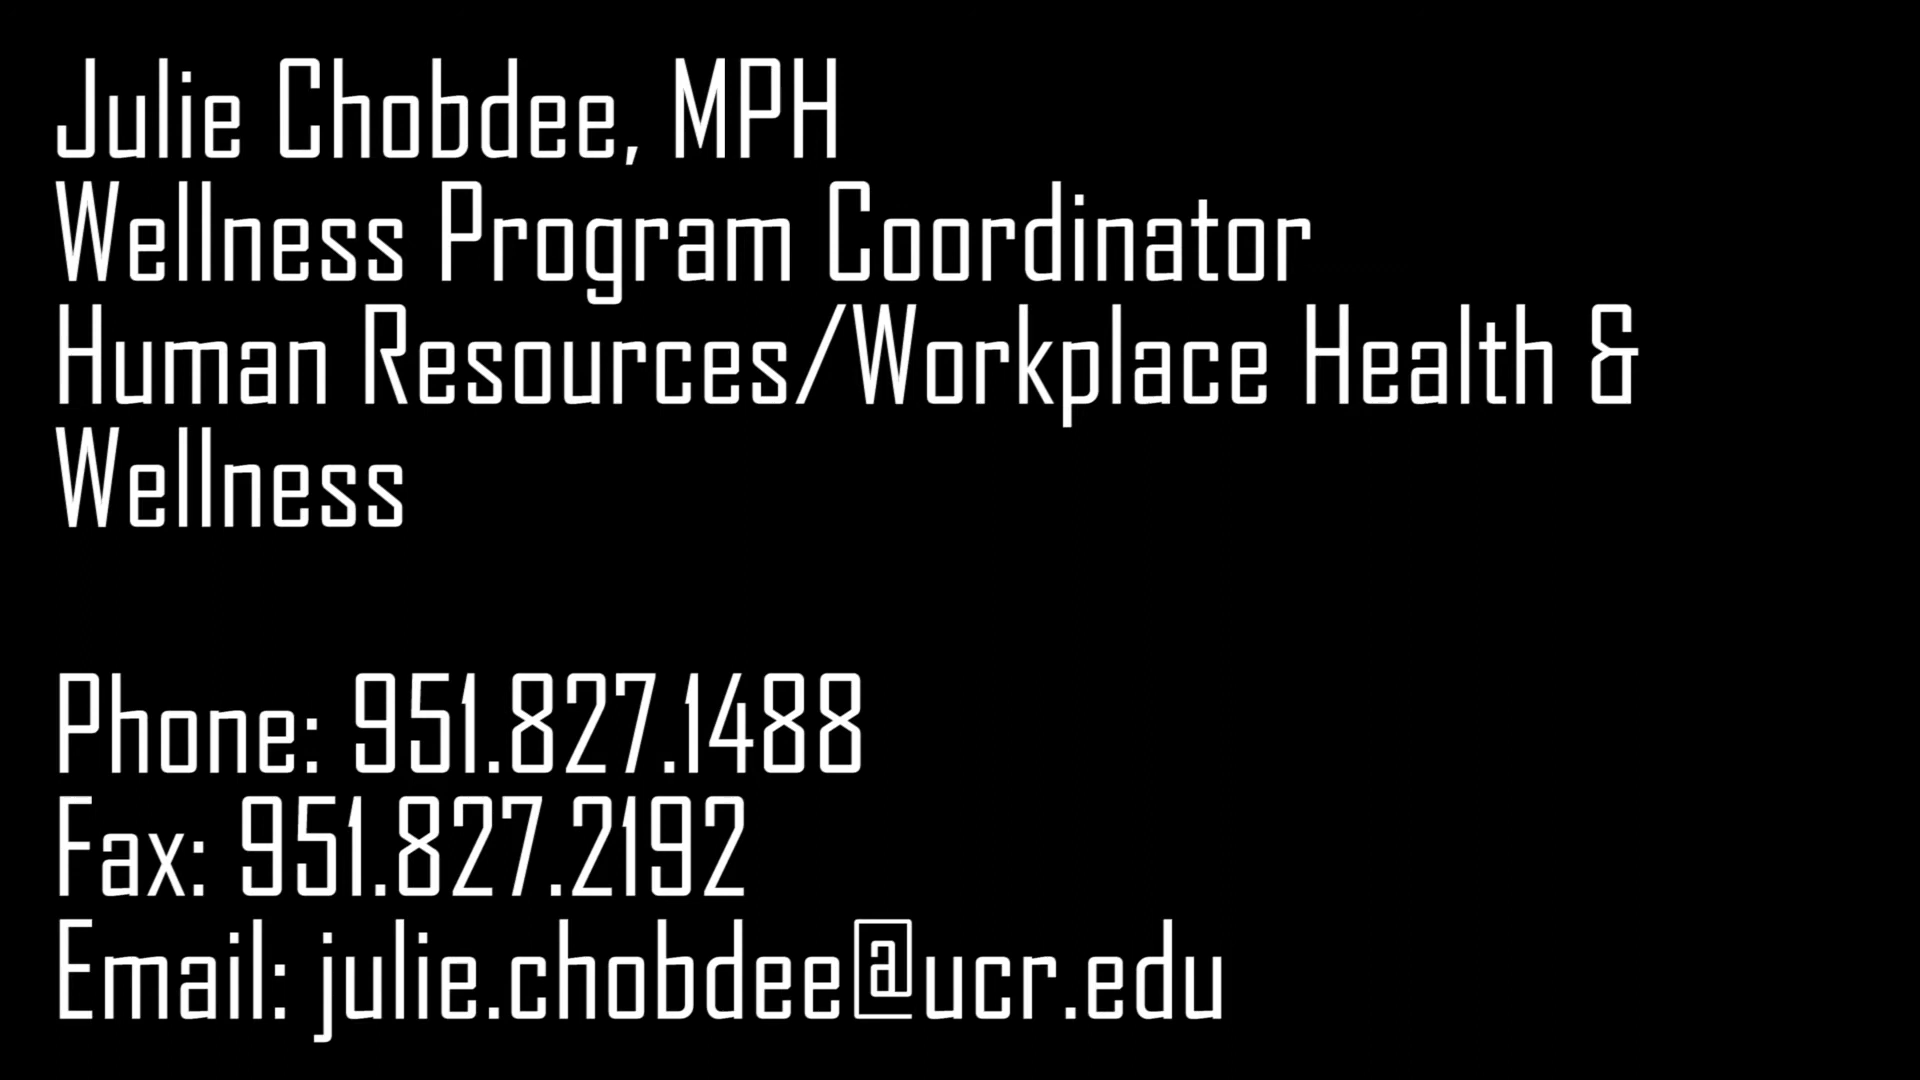 Julie Chobdee, MPH
Wellness Program Coordinator
Human Resources/Workplace Health &
Wellness
Phone: 951.827.1488
Fax: 951.827.2192
Email: julie.chobdee@ucr.edu